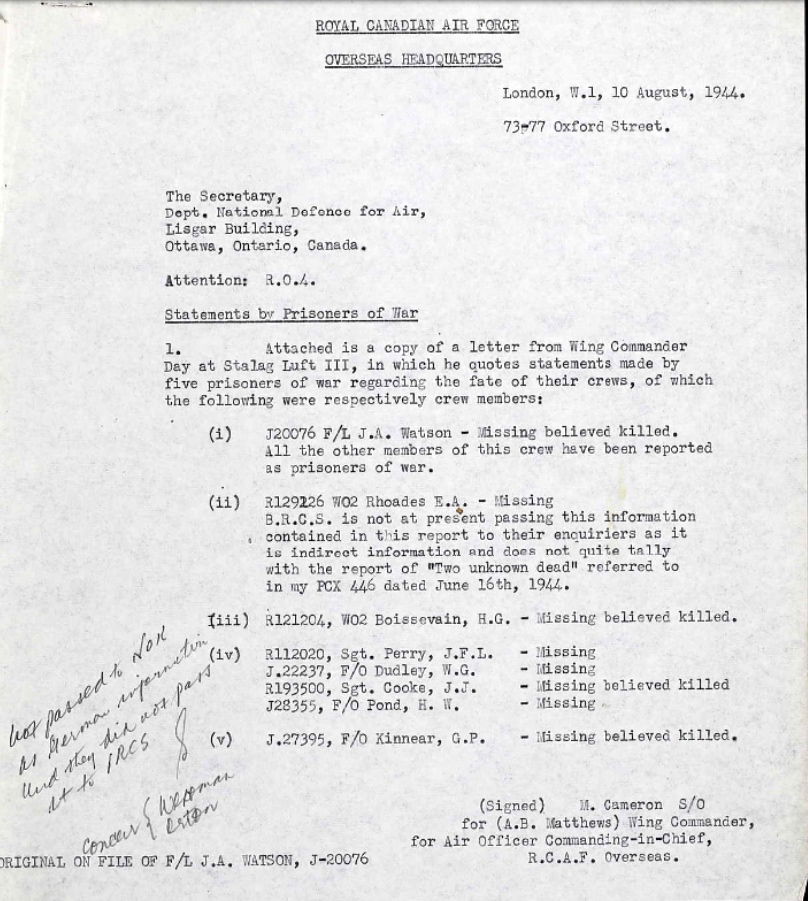 ROYAL CANADIAN AIR FORCE
OVERSEAS HEADQUARTERS
London, W.1, 10 August, 1944.
73-77 Oxford Street.
The Secretary,
Dept. National Defence for Air,
Lisgar Building,
Ottawa, Ontario, Canada.
Attention: R.O.4.
Statements by Prisoners of War
1. Attached is a copy of a letter from Wing Commander
Day at Stalag Luft III, in which he quotes statements made by
five prisoners of war regarding the fate of their crews, of which
the following were respectively crew members:
(i) J20076 F/L J.A. Watson - Missing believed killed.
All the other members of this crew have been reported
as prisoners of war.
(ii) R129226 WO2 Rhoades E.A. - Missing
B.R.C.S. is not at present passing this information
contained in this report to their enquiriers as it
is indirect information and does not quite tally
with the report of "Two unknown dead" referred to
in my PCX 446 dated June 16th, 1944.
(iii) R121204, WO2 Boissevain, H.G. - Missing believed killed.
(iv) R112020, Sgt. Perry, J.F.L. - Missing
J.22237, F/O Dudley, W.G. - Missing
R193500, Sgt. Cooke, J.J. - Missing believed killed
J28355, F/O Pond, H. W. - Missing
(v) J.27395, F/O Kinnear, G.P. - Missing believed killed.
not passed to NOK
as German information
and they did not pass
it to IRCS
(Signed) M. Cameron S/O
for (A.B. Matthews) Wing Commander,
for Air Officer Commanding-in-Chief,
R.C.A.F. Overseas.
ORIGINAL ON FILE OF F/L J.A. WATSON, J-20076